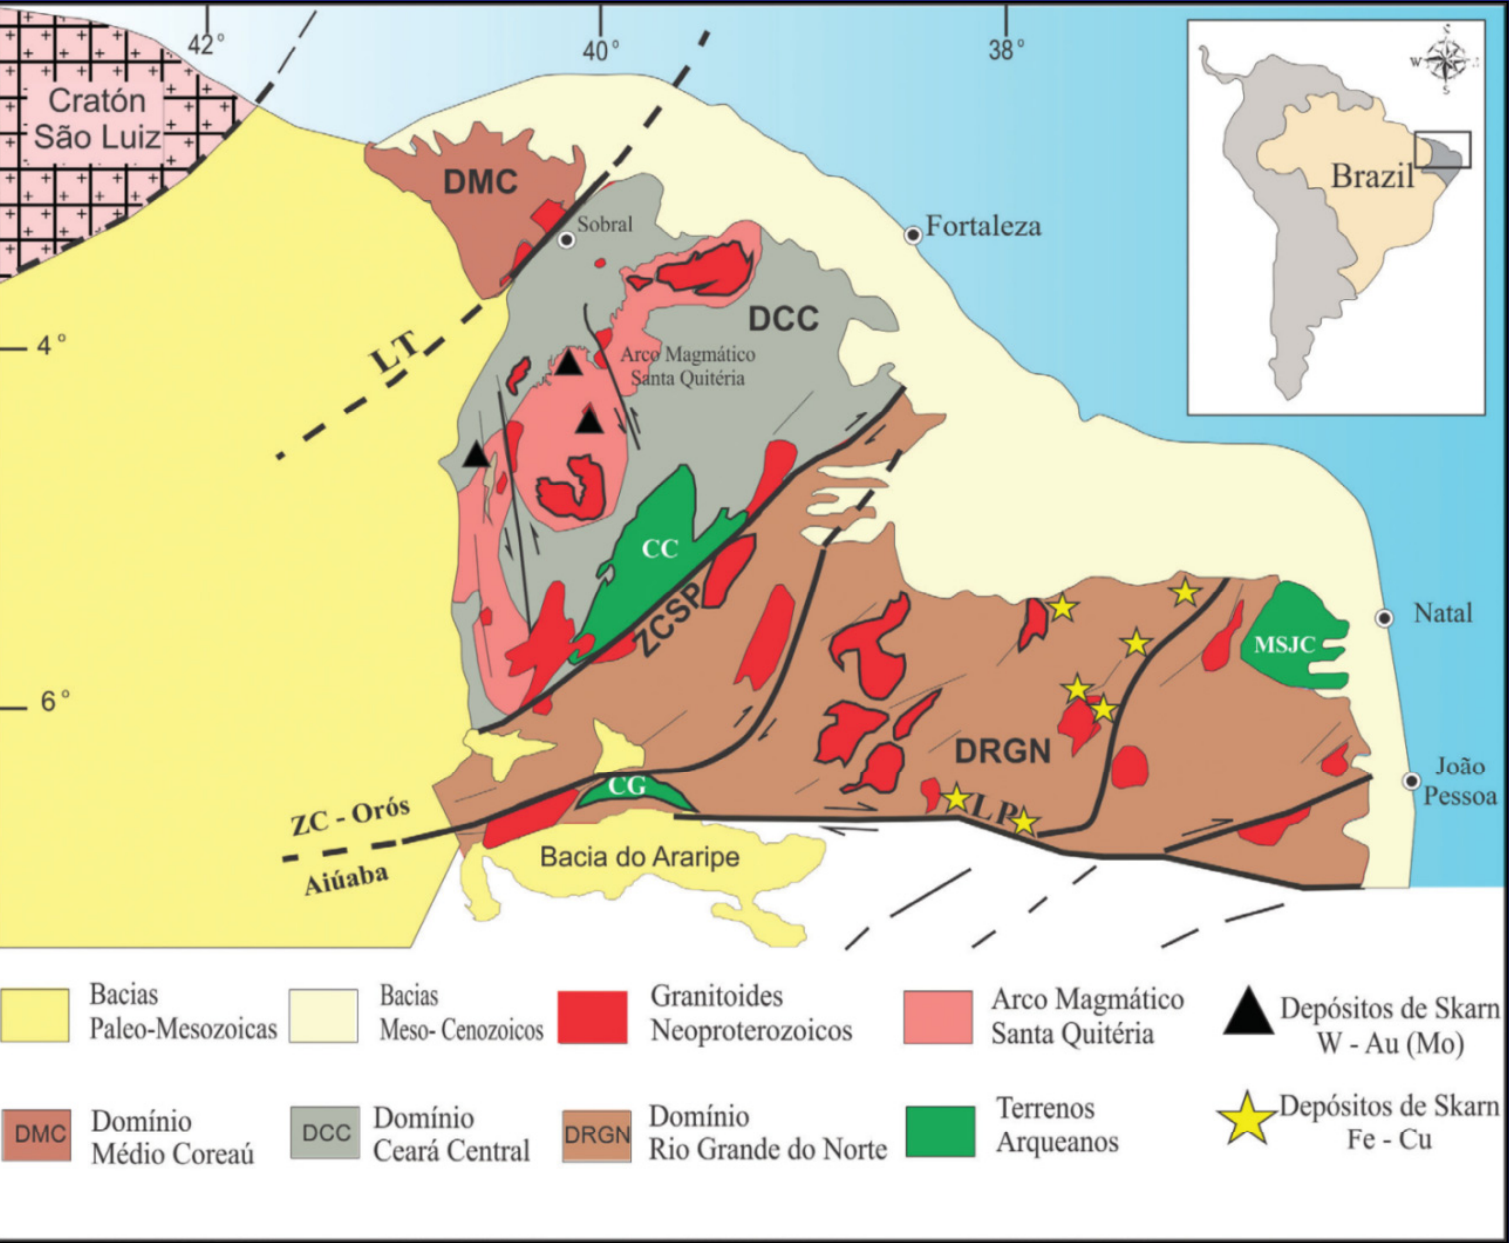 42°
40°
38°
Cratón
São Luiz
S
W
S
Brazil
DMC
Sobral
Fortaleza
DCC
4°
LT
Arco Magmático
Santa Quitéria
CC
ZCSP
Natal
MSJC
6°
DRGN
CG
João
Pessoa
ZC - Orós
LP
Aiúaba
Bacia do Araripe
Bacias
Paleo-Mesozoicas
Bacias
Meso- Cenozoicos
Granitoides
Neoproterozoicos
Arco Magmático
Santa Quitéria
Depósitos de Skarn
W - Au (Mo)
DMC
Domínio
Médio Coreaú
DCC
Domínio
Ceará Central
DRGN
Domínio
Rio Grande do Norte
Terrenos
Arqueanos
Depósitos de Skarn
Fe - Cu